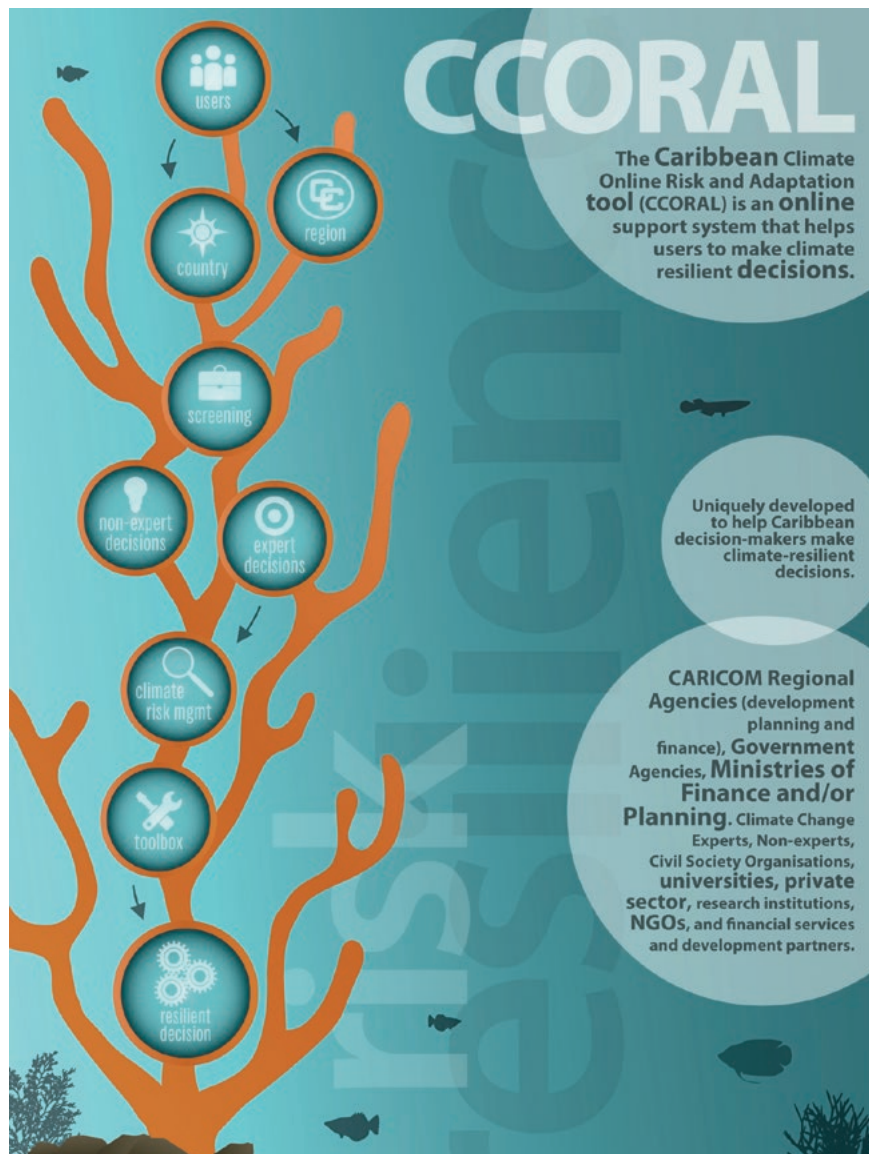 users
region
country
screening
non-expert
decisions
expert
decisions
climate
risk mgmt
toolbox
resilient
decision
CCORAL
The Caribbean Climate
Online Risk and Adaptation
tool (CCORAL) is an online
support system that helps
users to make climate
resilient decisions.
Uniquely developed
to help Caribbean
decision-makers make
climate-resilient
decisions.
CARICOM Regional
Agencies (development
planning and
finance), Government
Agencies, Ministries of
Finance and/or
Planning. Climate Change
Experts, Non-experts,
Civil Society Organisations,
universities, private
sector, research institutions,
NGOs, and financial services
and development partners.
risk
resilience